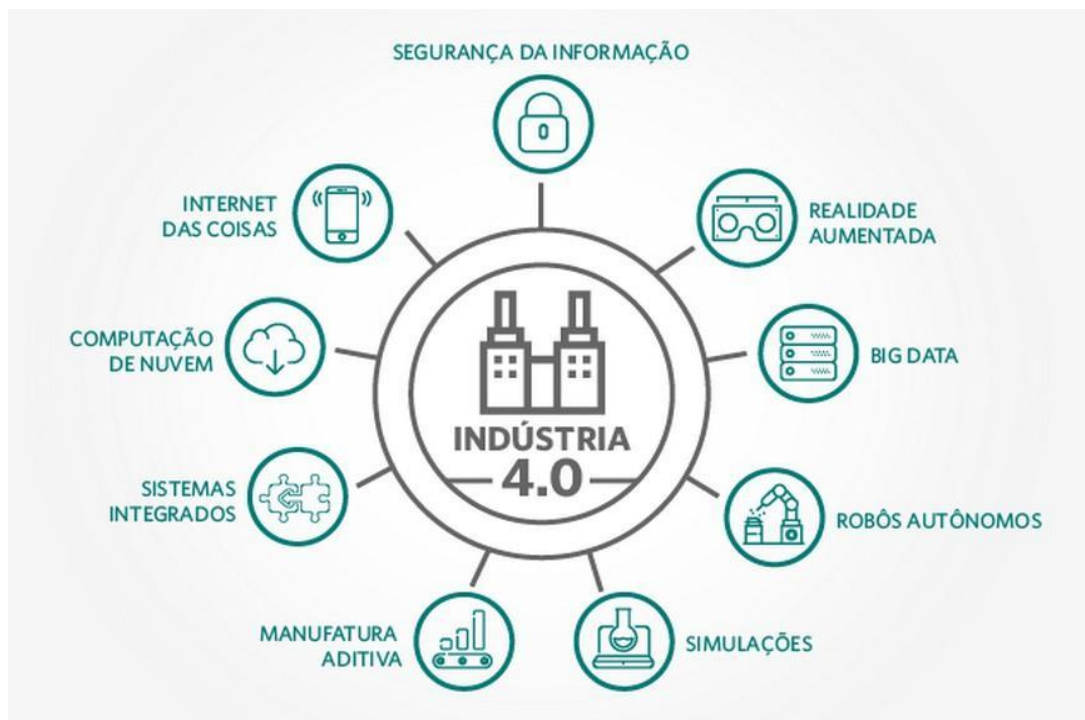 SEGURANÇA DA INFORMAÇÃO
INTERNET
DAS COISAS
REALIDADE
AUMENTADA
COMPUTAÇÃO
DE NUVEM
BIG DATA
INDÚSTRIA
4.0
SISTEMAS
INTEGRADOS
ROBÔS AUTÔNOMOS
MANUFATURA
ADITIVA
SIMULAÇÕES